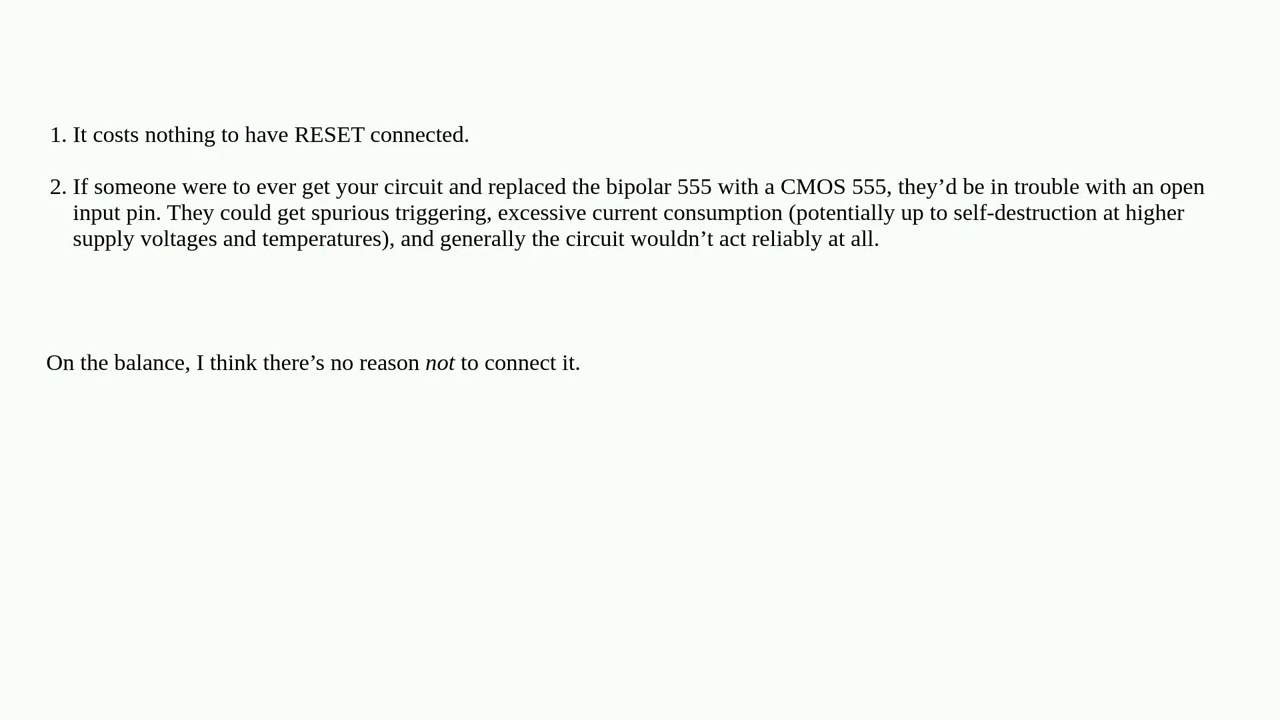 1. It costs nothing to have RESET connected.
2. If someone were to ever get your circuit and replaced the bipolar 555 with a CMOS 555, they’d be in trouble with an open
input pin. They could get spurious triggering, excessive current consumption (potentially up to self-destruction at higher
supply voltages and temperatures), and generally the circuit wouldn’t act reliably at all.
On the balance, I think there’s no reason not to connect it.